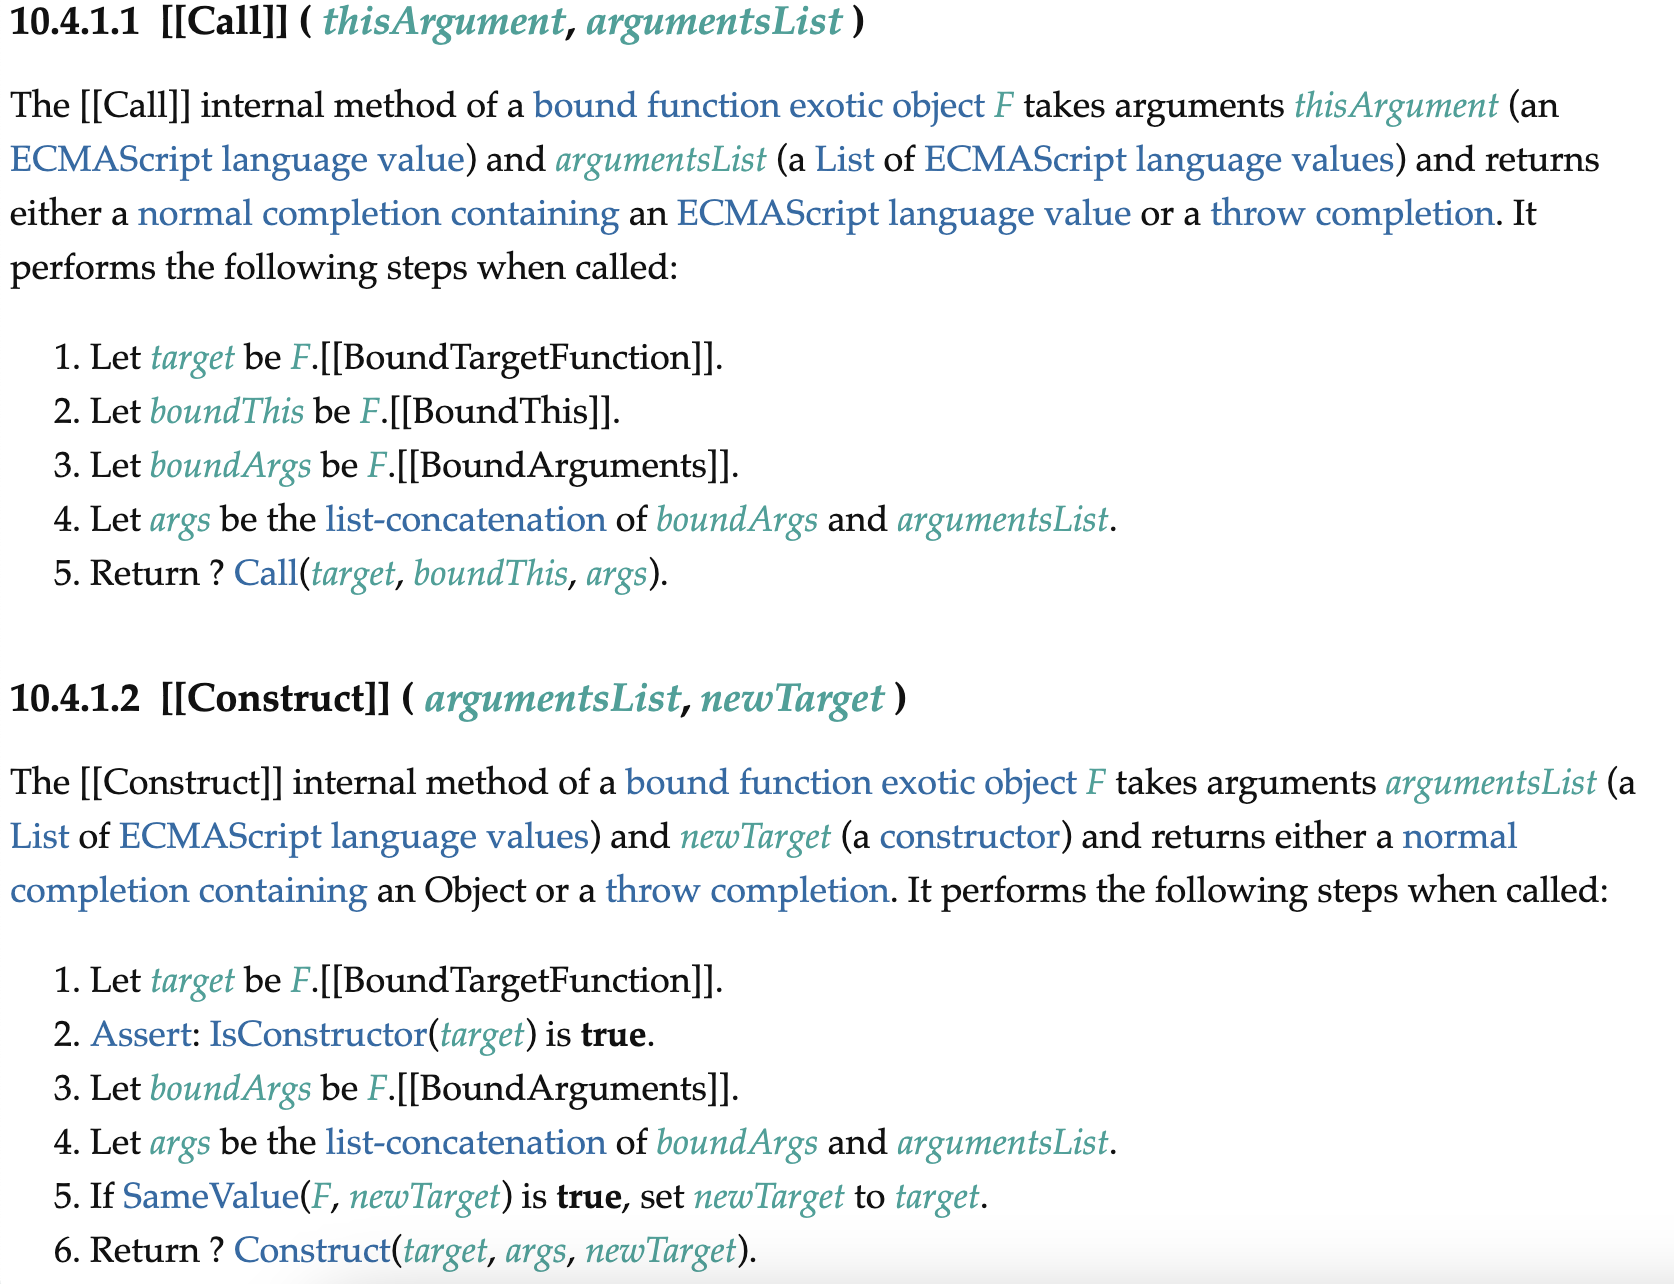 10.4.1.1 [[Call]] ( thisArgument, argumentsList )
The [[Call]] internal method of a bound function exotic object F takes arguments thisArgument (an
ECMAScript language value) and argumentsList (a List of ECMAScript language values) and returns
either a normal completion containing an ECMAScript language value or a throw completion. It
performs the following steps when called:
1. Let target be F.[[BoundTargetFunction]].
2. Let boundThis be F.[[BoundThis]].
3. Let boundArgs be F.[[BoundArguments]].
4. Let args be the list-concatenation of boundArgs and argumentsList.
5. Return ? Call(target, boundThis, args).
10.4.1.2 [[Construct]] ( argumentsList, newTarget )
The [[Construct]] internal method of a bound function exotic object F takes arguments argumentsList (a
List of ECMAScript language values) and newTarget (a constructor) and returns either a normal
completion containing an Object or a throw completion. It performs the following steps when called:
1. Let target be F.[[BoundTargetFunction]].
2. Assert: IsConstructor(target) is true.
3. Let boundArgs be F.[[BoundArguments]].
4. Let args be the list-concatenation of boundArgs and argumentsList.
5. If SameValue(F, newTarget) is true, set newTarget to target.
6. Return ? Construct(target, args, newTarget).